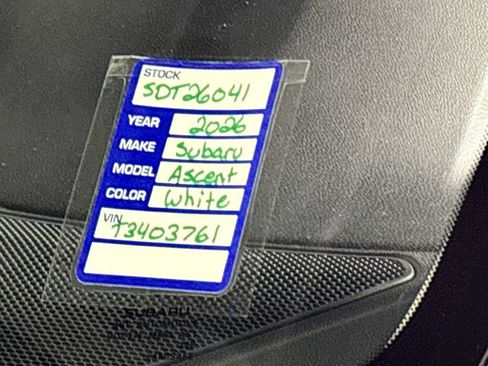 STOCK
SDT26041
YEAR 2026
MAKE Subaru
MODEL Ascent
COLOR White
VIN
T3403761
SUBARU